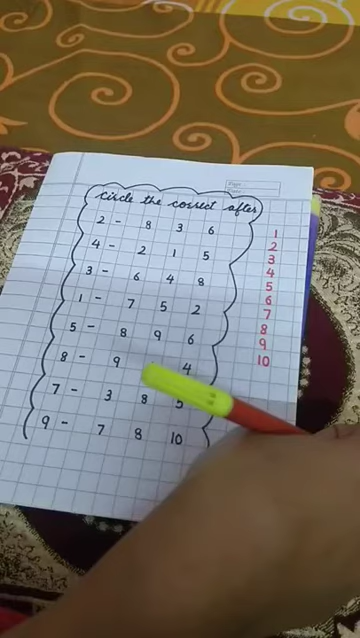 Page
circle the correct after
2 - 8 3 6
4 - 2 1 5
3 - 6 4 8
1 - 7 5 2
5 - 8 9 6
8 - 9 4
7 - 3 8 5
9 - 7 8 10
1
2
3
4
5
6
7
8
9
10